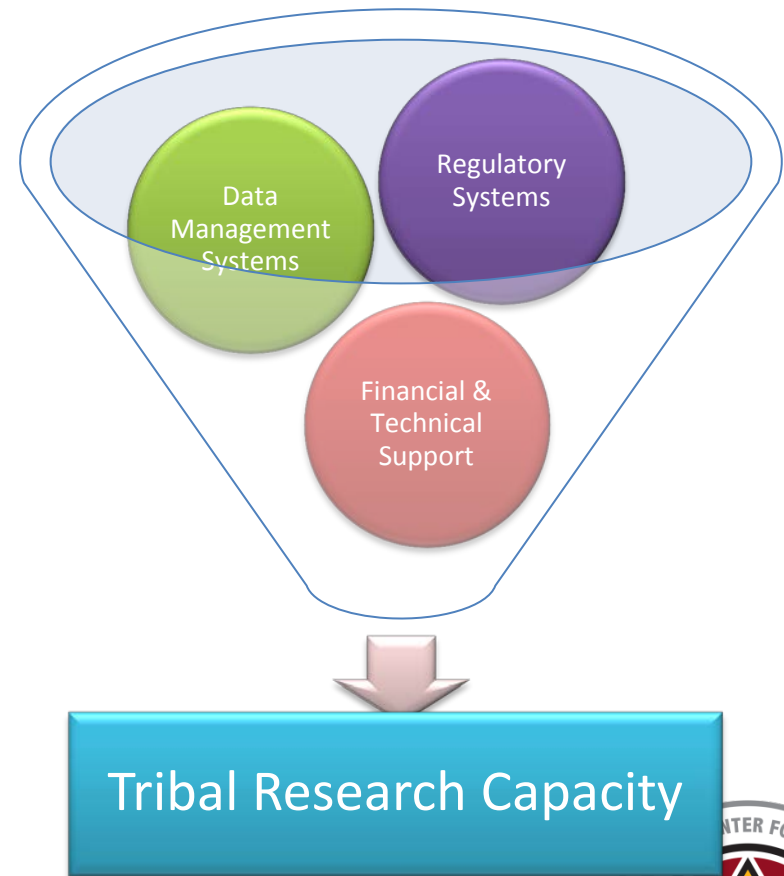 Regulatory
Systems
Data
Management
Systems
Financial &
Technical
Support
Tribal Research Capacity